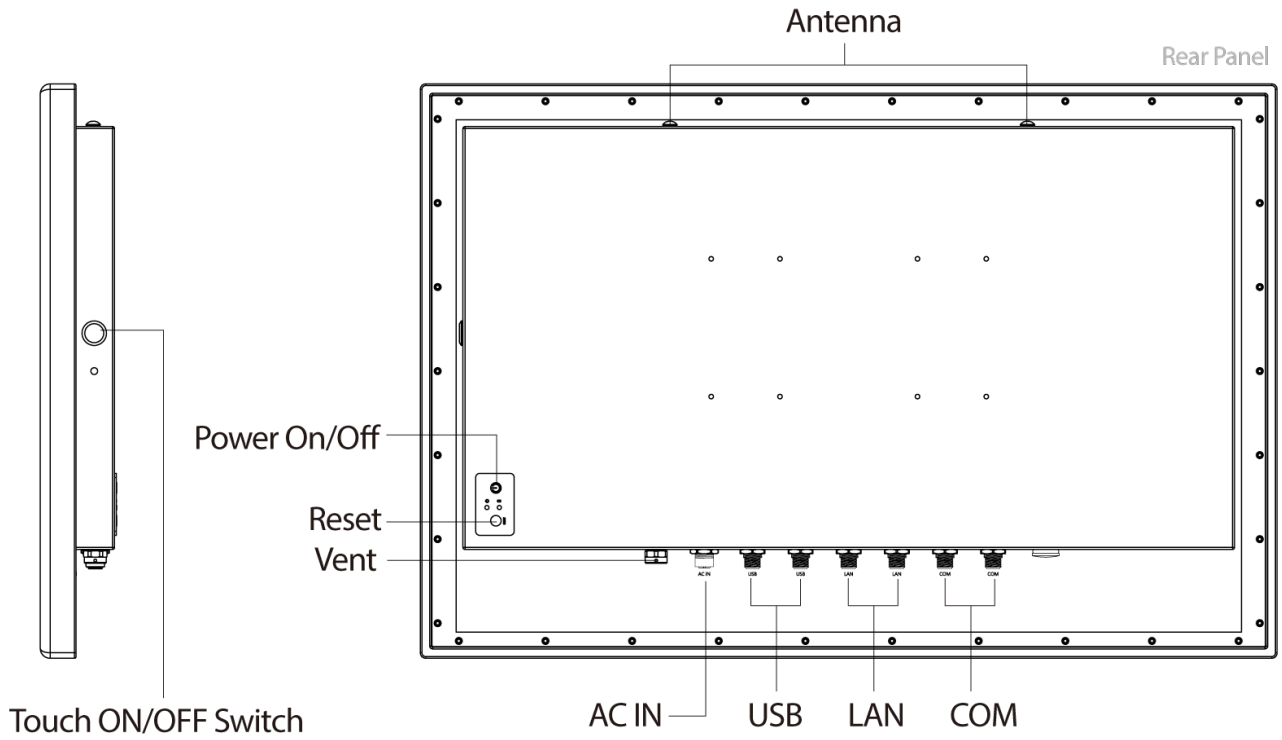 Antenna
Rear Panel
Power On/Off
Reset
Vent
AC IN
USB
USB
LAN
LAN
COM
COM
AC IN
USB
LAN
COM
Touch ON/OFF Switch